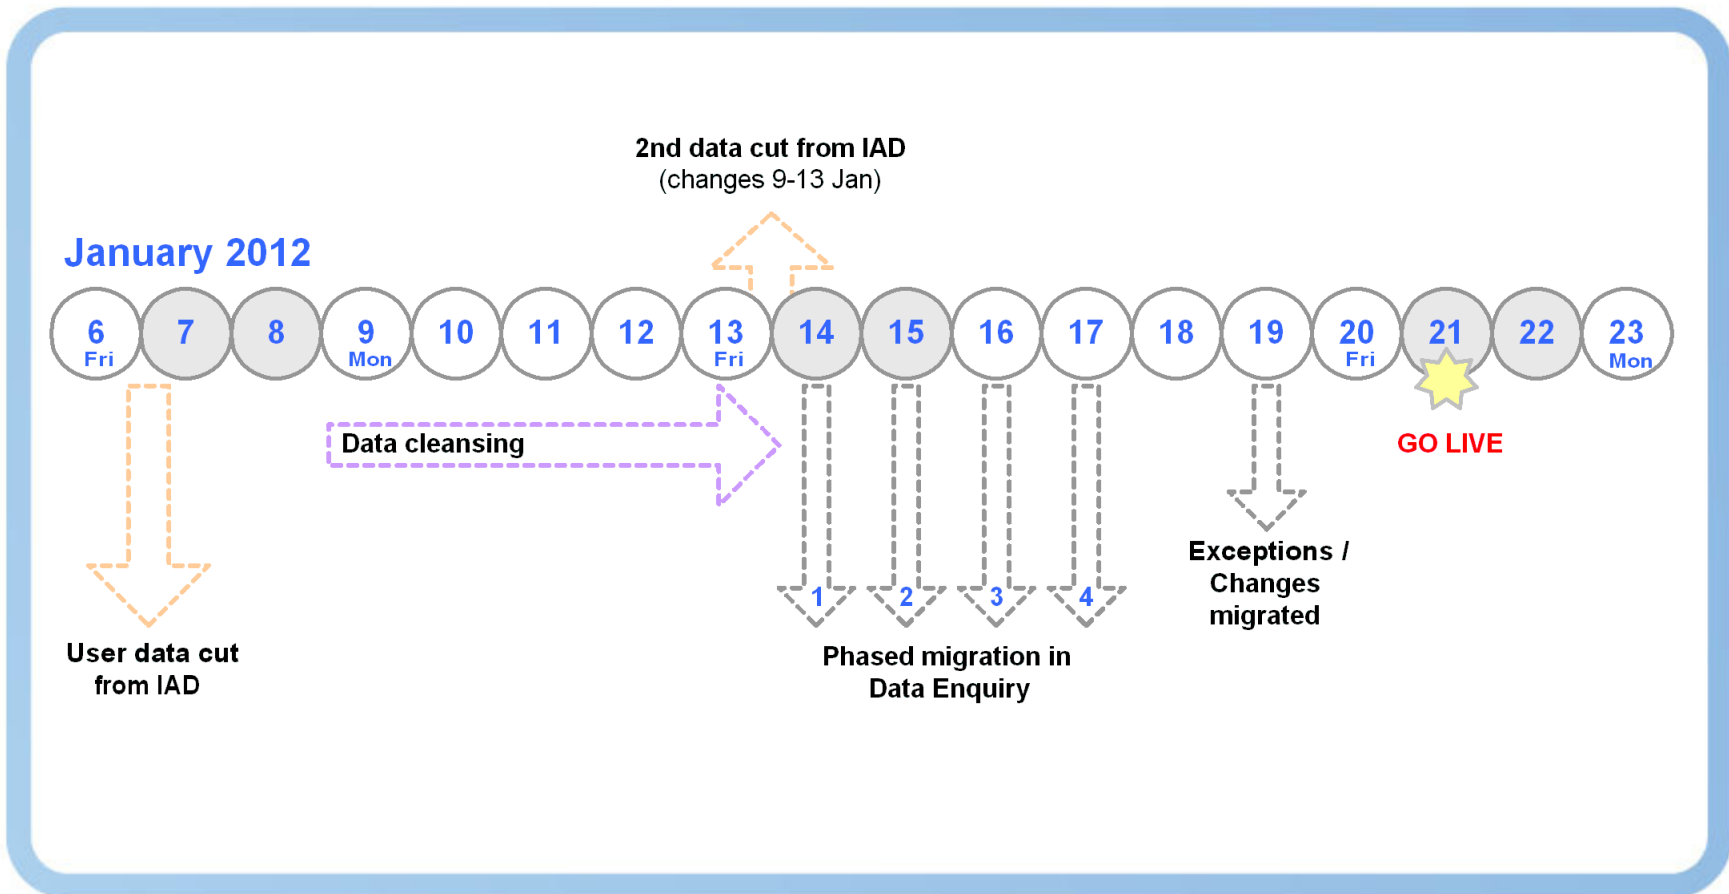 2nd data cut from IAD
(changes 9-13 Jan)
January 2012
6 7 8 9 10 11 12 13 14 15 16 17 18 19 20 21 22 23
Fri Mon Fri Fri Mon
Data cleansing
GO LIVE
Exceptions /
Changes
migrated
1 2 3 4
User data cut
from IAD
Phased migration in
Data Enquiry